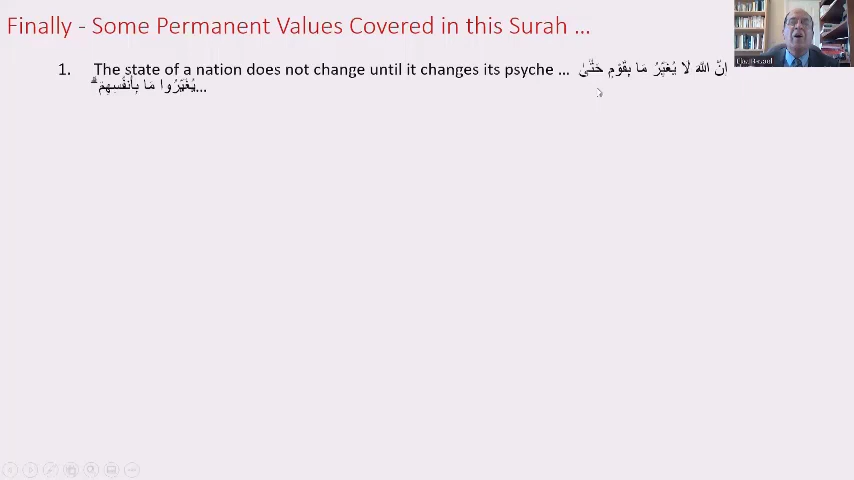 Finally - Some Permanent Values Covered in this Surah ...
1. The state of a nation does not change until it changes its psyche ... اِنَّ اللّٰهَ لَا يُغَيِّرُ مَا بِقَوْمٍ حَتّٰى
يُغَيِّرُوا مَا بِاَنفُسِهِمْ ۗ...